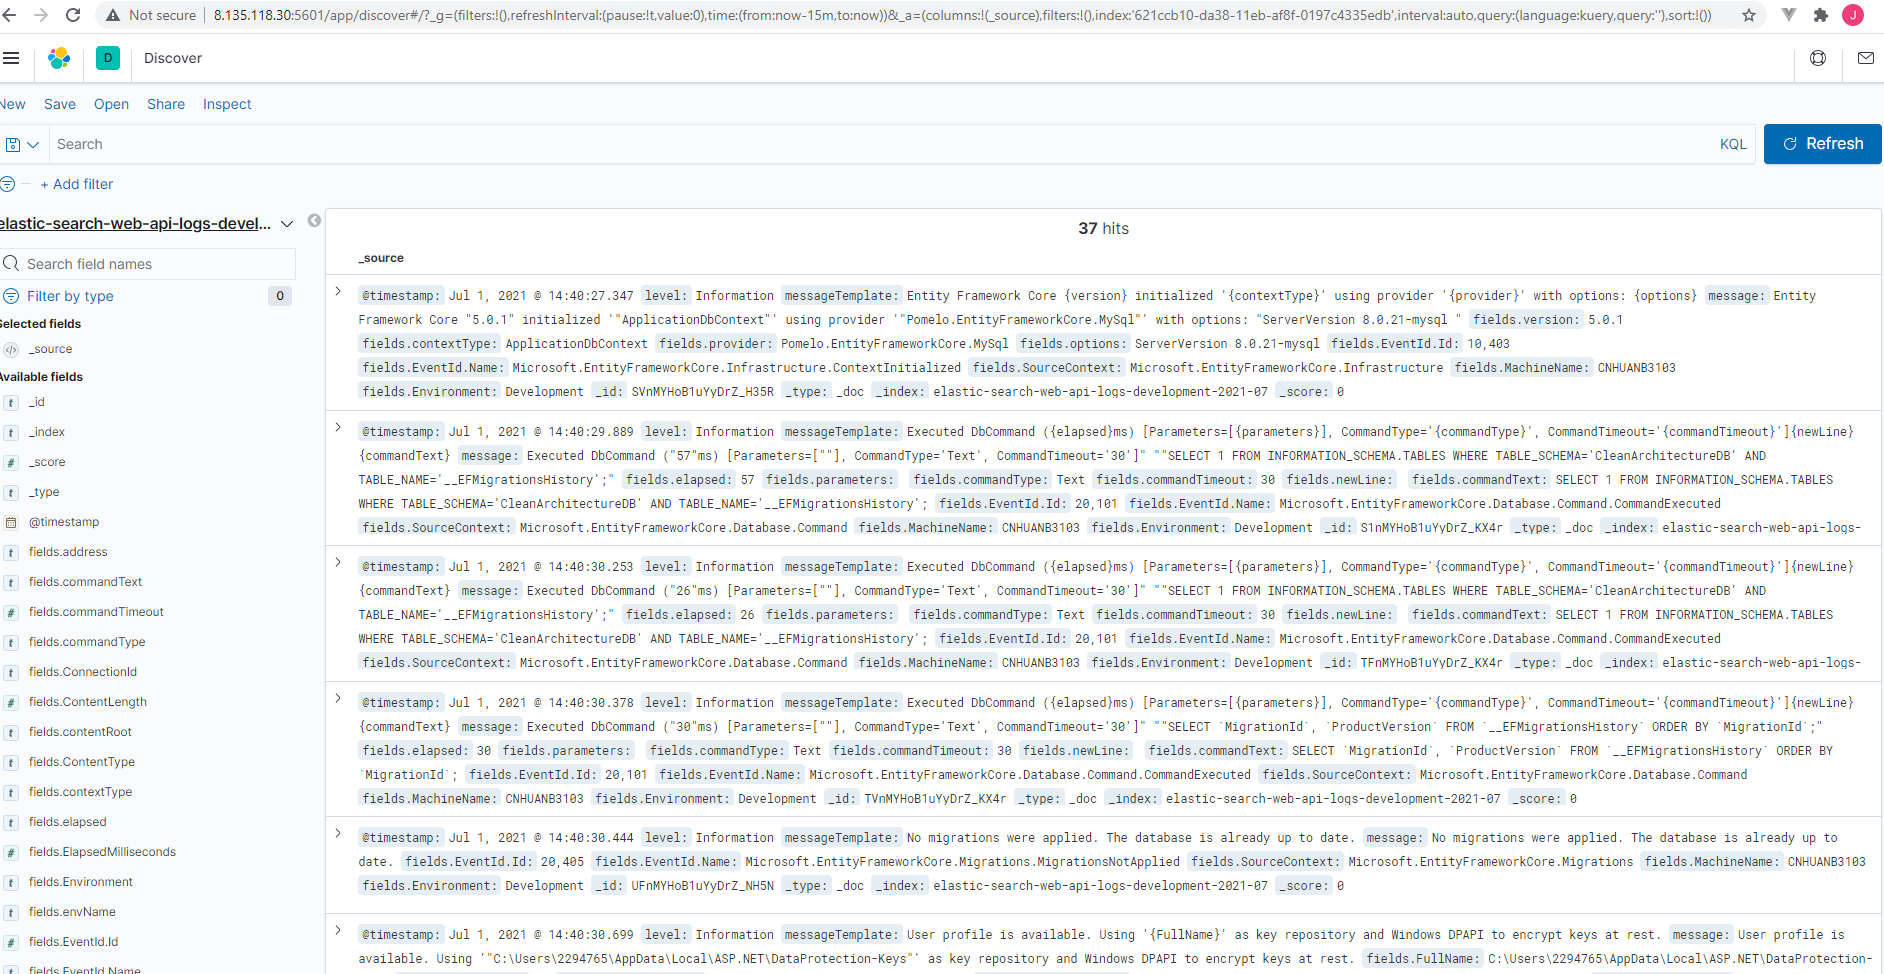 Not secure | 8.135.118.30:5601/app/discover#/?_g=(filters:!(),refreshInterval:(pause:!t,value:0),time:(from:now-15m,to:now))&_a=(columns:!(_source),filters:!(),index:'621ccb10-da38-11eb-af8f-0197c4335edb',interval:auto,query:(language:kuery,query:''),sort:!()) J
D Discover
New Save Open Share Inspect
Search KQL Refresh
+ Add filter
elastic-search-web-api-logs-devel...
Search field names
Filter by type 0
Selected fields
_source
Available fields
_id
_index
_score
_type
@timestamp
fields.address
fields.commandText
fields.commandTimeout
fields.commandType
fields.ConnectionId
fields.ContentLength
fields.contentRoot
fields.ContentType
fields.contextType
fields.elapsed
fields.ElapsedMilliseconds
fields.Environment
fields.envName
fields.EventId.Id
fields.EventId.Name
37 hits
_source
@timestamp: Jul 1, 2021 @ 14:40:27.347 level: Information messageTemplate: Entity Framework Core {version} initialized '{contextType}' using provider '{provider}' with options: {options} message: Entity
Framework Core "5.0.1" initialized '"ApplicationDbContext"' using provider '"Pomelo.EntityFrameworkCore.MySql"' with options: "ServerVersion 8.0.21-mysql " fields.version: 5.0.1
fields.contextType: ApplicationDbContext fields.provider: Pomelo.EntityFrameworkCore.MySql fields.options: ServerVersion 8.0.21-mysql fields.EventId.Id: 10,403
fields.EventId.Name: Microsoft.EntityFrameworkCore.Infrastructure.ContextInitialized fields.SourceContext: Microsoft.EntityFrameworkCore.Infrastructure fields.MachineName: CNHUANB3103
fields.Environment: Development _id: SVnMYHoB1uYyDrZ_H35R _type: _doc _index: elastic-search-web-api-logs-development-2021-07 _score: 0
@timestamp: Jul 1, 2021 @ 14:40:29.889 level: Information messageTemplate: Executed DbCommand ({elapsed}ms) [Parameters=[{parameters}], CommandType='{commandType}', CommandTimeout='{commandTimeout}']{newLine}
{commandText} message: Executed DbCommand ("57"ms) [Parameters=[""], CommandType='Text', CommandTimeout='30']" ""SELECT 1 FROM INFORMATION_SCHEMA.TABLES WHERE TABLE_SCHEMA='CleanArchitectureDB' AND
TABLE_NAME='__EFMigrationsHistory';" fields.elapsed: 57 fields.parameters: fields.commandType: Text fields.commandTimeout: 30 fields.newLine: fields.commandText: SELECT 1 FROM INFORMATION_SCHEMA.TABLES
WHERE TABLE_SCHEMA='CleanArchitectureDB' AND TABLE_NAME='__EFMigrationsHistory'; fields.EventId.Id: 20,101 fields.EventId.Name: Microsoft.EntityFrameworkCore.Database.Command.CommandExecuted
fields.SourceContext: Microsoft.EntityFrameworkCore.Database.Command fields.MachineName: CNHUANB3103 fields.Environment: Development _id: S1nMYHoB1uYyDrZ_KX4r _type: _doc _index: elastic-search-web-api-logs-
@timestamp: Jul 1, 2021 @ 14:40:30.253 level: Information messageTemplate: Executed DbCommand ({elapsed}ms) [Parameters=[{parameters}], CommandType='{commandType}', CommandTimeout='{commandTimeout}']{newLine}
{commandText} message: Executed DbCommand ("26"ms) [Parameters=[""], CommandType='Text', CommandTimeout='30']" ""SELECT 1 FROM INFORMATION_SCHEMA.TABLES WHERE TABLE_SCHEMA='CleanArchitectureDB' AND
TABLE_NAME='__EFMigrationsHistory';" fields.elapsed: 26 fields.parameters: fields.commandType: Text fields.commandTimeout: 30 fields.newLine: fields.commandText: SELECT 1 FROM INFORMATION_SCHEMA.TABLES
WHERE TABLE_SCHEMA='CleanArchitectureDB' AND TABLE_NAME='__EFMigrationsHistory'; fields.EventId.Id: 20,101 fields.EventId.Name: Microsoft.EntityFrameworkCore.Database.Command.CommandExecuted
fields.SourceContext: Microsoft.EntityFrameworkCore.Database.Command fields.MachineName: CNHUANB3103 fields.Environment: Development _id: TFnMYHoB1uYyDrZ_KX4r _type: _doc _index: elastic-search-web-api-logs-
@timestamp: Jul 1, 2021 @ 14:40:30.378 level: Information messageTemplate: Executed DbCommand ({elapsed}ms) [Parameters=[{parameters}], CommandType='{commandType}', CommandTimeout='{commandTimeout}']{newLine}
{commandText} message: Executed DbCommand ("30"ms) [Parameters=[""], CommandType='Text', CommandTimeout='30']" ""SELECT `MigrationId`, `ProductVersion` FROM `__EFMigrationsHistory` ORDER BY `MigrationId`;"
fields.elapsed: 30 fields.parameters: fields.commandType: Text fields.commandTimeout: 30 fields.newLine: fields.commandText: SELECT `MigrationId`, `ProductVersion` FROM `__EFMigrationsHistory` ORDER BY
`MigrationId`; fields.EventId.Id: 20,101 fields.EventId.Name: Microsoft.EntityFrameworkCore.Database.Command.CommandExecuted fields.SourceContext: Microsoft.EntityFrameworkCore.Database.Command
fields.MachineName: CNHUANB3103 fields.Environment: Development _id: TVnMYHoB1uYyDrZ_KX4r _type: _doc _index: elastic-search-web-api-logs-development-2021-07 _score: 0
@timestamp: Jul 1, 2021 @ 14:40:30.444 level: Information messageTemplate: No migrations were applied. The database is already up to date. message: No migrations were applied. The database is already up to
date. fields.EventId.Id: 20,405 fields.EventId.Name: Microsoft.EntityFrameworkCore.Migrations.MigrationsNotApplied fields.SourceContext: Microsoft.EntityFrameworkCore.Migrations fields.MachineName: CNHUANB3103
fields.Environment: Development _id: UFnMYHoB1uYyDrZ_NH5N _type: _doc _index: elastic-search-web-api-logs-development-2021-07 _score: 0
@timestamp: Jul 1, 2021 @ 14:40:30.699 level: Information messageTemplate: User profile is available. Using '{FullName}' as key repository and Windows DPAPI to encrypt keys at rest. message: User profile is
available. Using '"C:\Users\2294765\AppData\Local\ASP.NET\DataProtection-Keys"' as key repository and Windows DPAPI to encrypt keys at rest. fields.FullName: C:\Users\2294765\AppData\Local\ASP.NET\DataProtection-